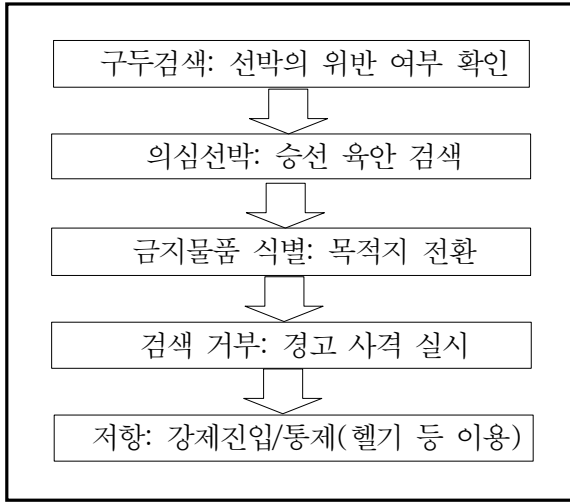 구두검색: 선박의 위반 여부 확인
의심선박: 승선 육안 검색
금지물품 식별: 목적지 전환
검색 거부: 경고 사격 실시
저항: 강제진입/통제(헬기 등 이용)